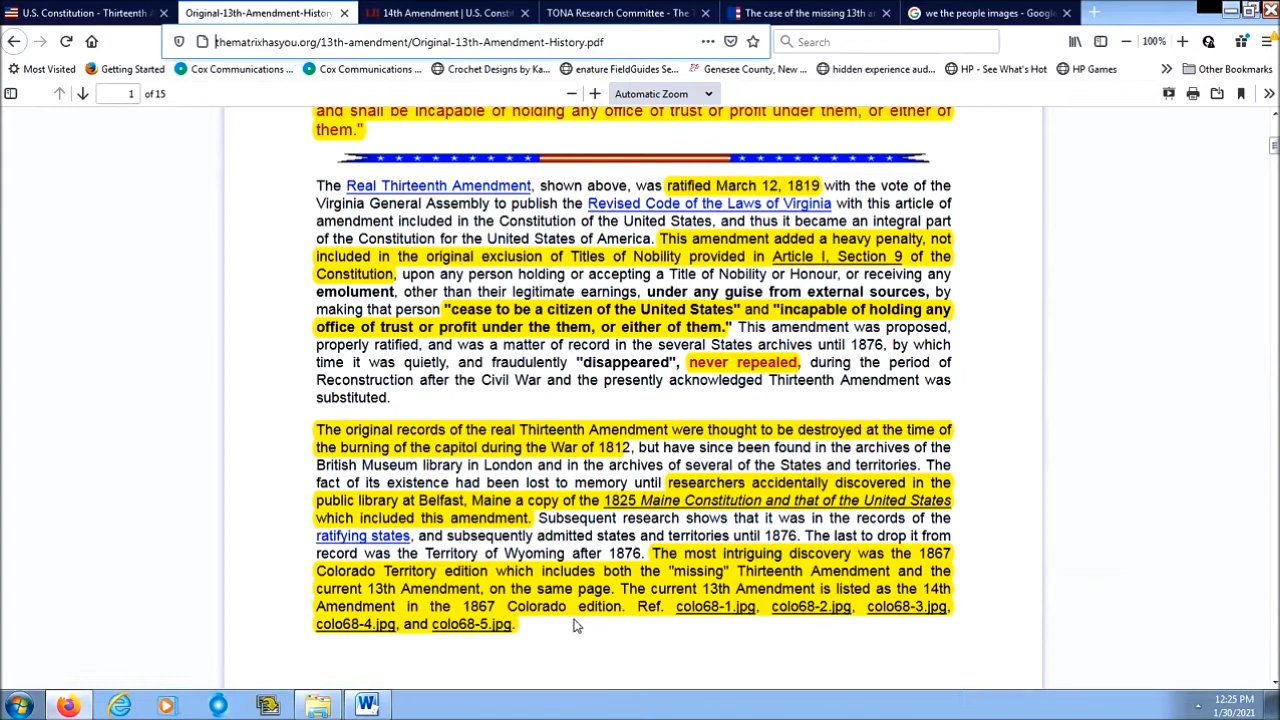 U.S. Constitution - Thirteenth A
Original-13th-Amendment-Histor
14th Amendment | U.S. Consti
TONA Research Committee - The
The case of the missing 13th a
we the people images - Google
thematrixhasyou.org/13th-amendment/Original-13th-Amendment-History.pdf
Search
100%
Most Visited
Getting Started
Cox Communications ...
Cox Communications ...
Crochet Designs by Ka...
enature FieldGuides Se...
Genesee County, New ...
hidden experience aud...
HP - See What's Hot
HP Games
Other Bookmarks
1
of 15
Automatic Zoom
and shall be incapable of holding any office of trust or profit under them, or either of
them."
The Real Thirteenth Amendment, shown above, was ratified March 12, 1819 with the vote of the
Virginia General Assembly to publish the Revised Code of the Laws of Virginia with this article of
amendment included in the Constitution of the United States, and thus it became an integral part
of the Constitution for the United States of America. This amendment added a heavy penalty, not
included in the original exclusion of Titles of Nobility provided in Article I, Section 9 of the
Constitution, upon any person holding or accepting a Title of Nobility or Honour, or receiving any
emolument, other than their legitimate earnings, under any guise from external sources, by
making that person "cease to be a citizen of the United States" and "incapable of holding any
office of trust or profit under the them, or either of them." This amendment was proposed,
properly ratified, and was a matter of record in the several States archives until 1876, by which
time it was quietly, and fraudulently "disappeared", never repealed, during the period of
Reconstruction after the Civil War and the presently acknowledged Thirteenth Amendment was
substituted.
The original records of the real Thirteenth Amendment were thought to be destroyed at the time of
the burning of the capitol during the War of 1812, but have since been found in the archives of the
British Museum library in London and in the archives of several of the States and territories. The
fact of its existence had been lost to memory until researchers accidentally discovered in the
public library at Belfast, Maine a copy of the 1825 Maine Constitution and that of the United States
which included this amendment. Subsequent research shows that it was in the records of the
ratifying states, and subsequently admitted states and territories until 1876. The last to drop it from
record was the Territory of Wyoming after 1876. The most intriguing discovery was the 1867
Colorado Territory edition which includes both the "missing" Thirteenth Amendment and the
current 13th Amendment, on the same page. The current 13th Amendment is listed as the 14th
Amendment in the 1867 Colorado edition. Ref. colo68-1.jpg, colo68-2.jpg, colo68-3.jpg,
colo68-4.jpg, and colo68-5.jpg.
12:25 PM
1/30/2021